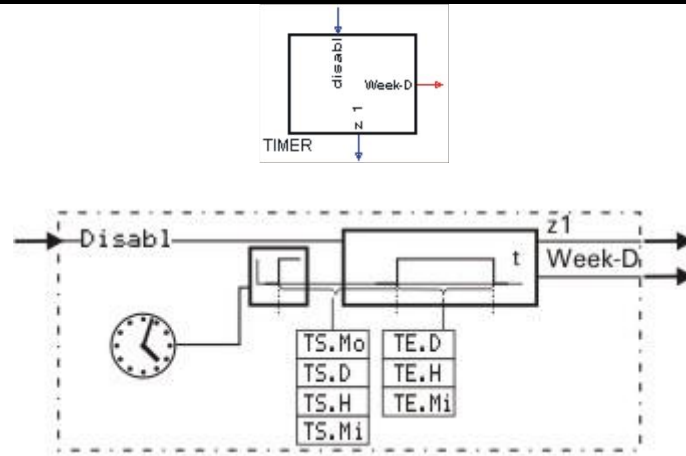 disabl
Week-D
z 1
TIMER
Disabl
z1
t
Week-D
TS.Mo
TS.D
TS.H
TS.Mi
TE.D
TE.H
TE.Mi